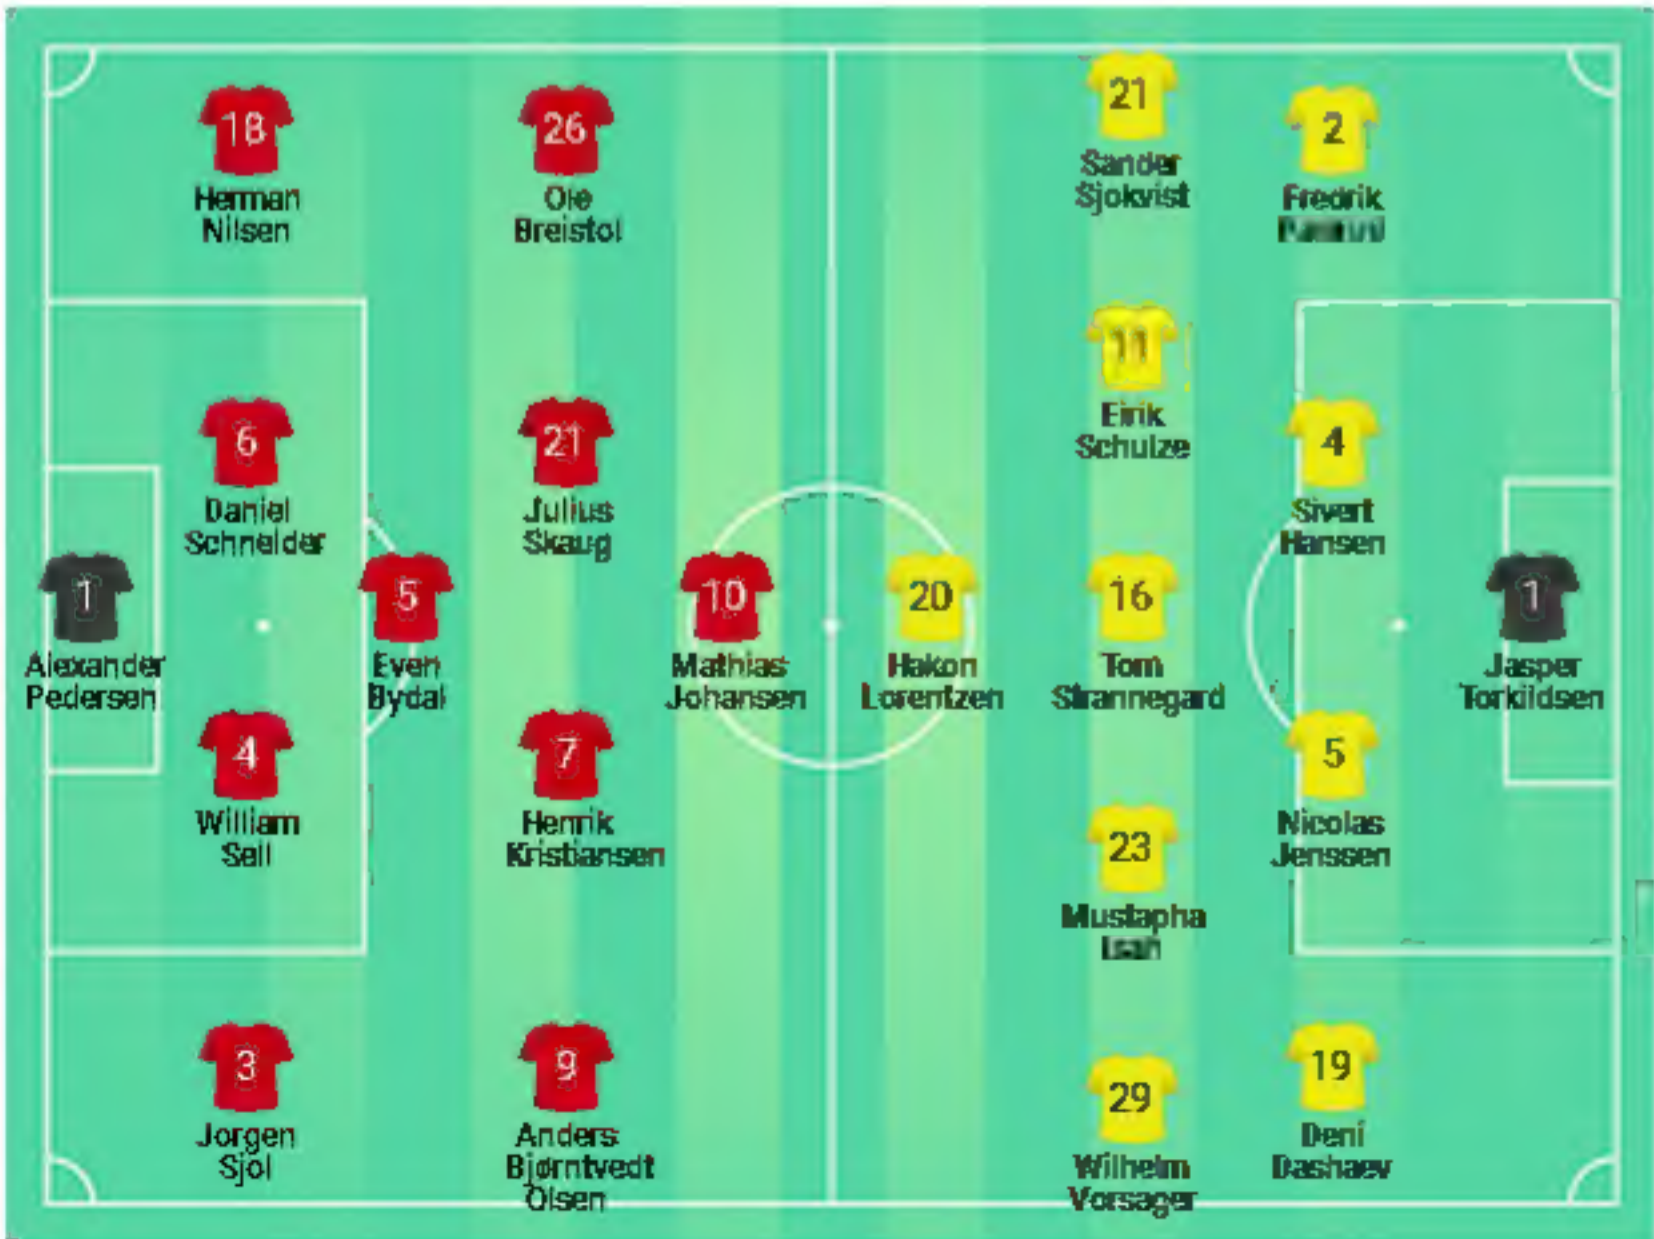 18
Herman
Nilsen
26
Ole
Breistol
21
Sander
Sjokvist
2
Fredrik
6
Daniel
Schneider
21
Julius
Skaug
11
Eirik
Schulze
4
Sivert
Hansen
1
Alexander
Pedersen
5
Even
Bydal
10
Mathias
Johansen
20
Hakon
Lorentzen
16
Tom
Strannegard
1
Jasper
Torkildsen
4
William
Sell
7
Henrik
Kristiansen
23
Mustapha
Isah
5
Nicolas
Jenssen
3
Jorgen
Sjol
9
Anders
Bjørntvedt
Olsen
29
Wilhelm
Vorsager
19
Deni
Dashaev